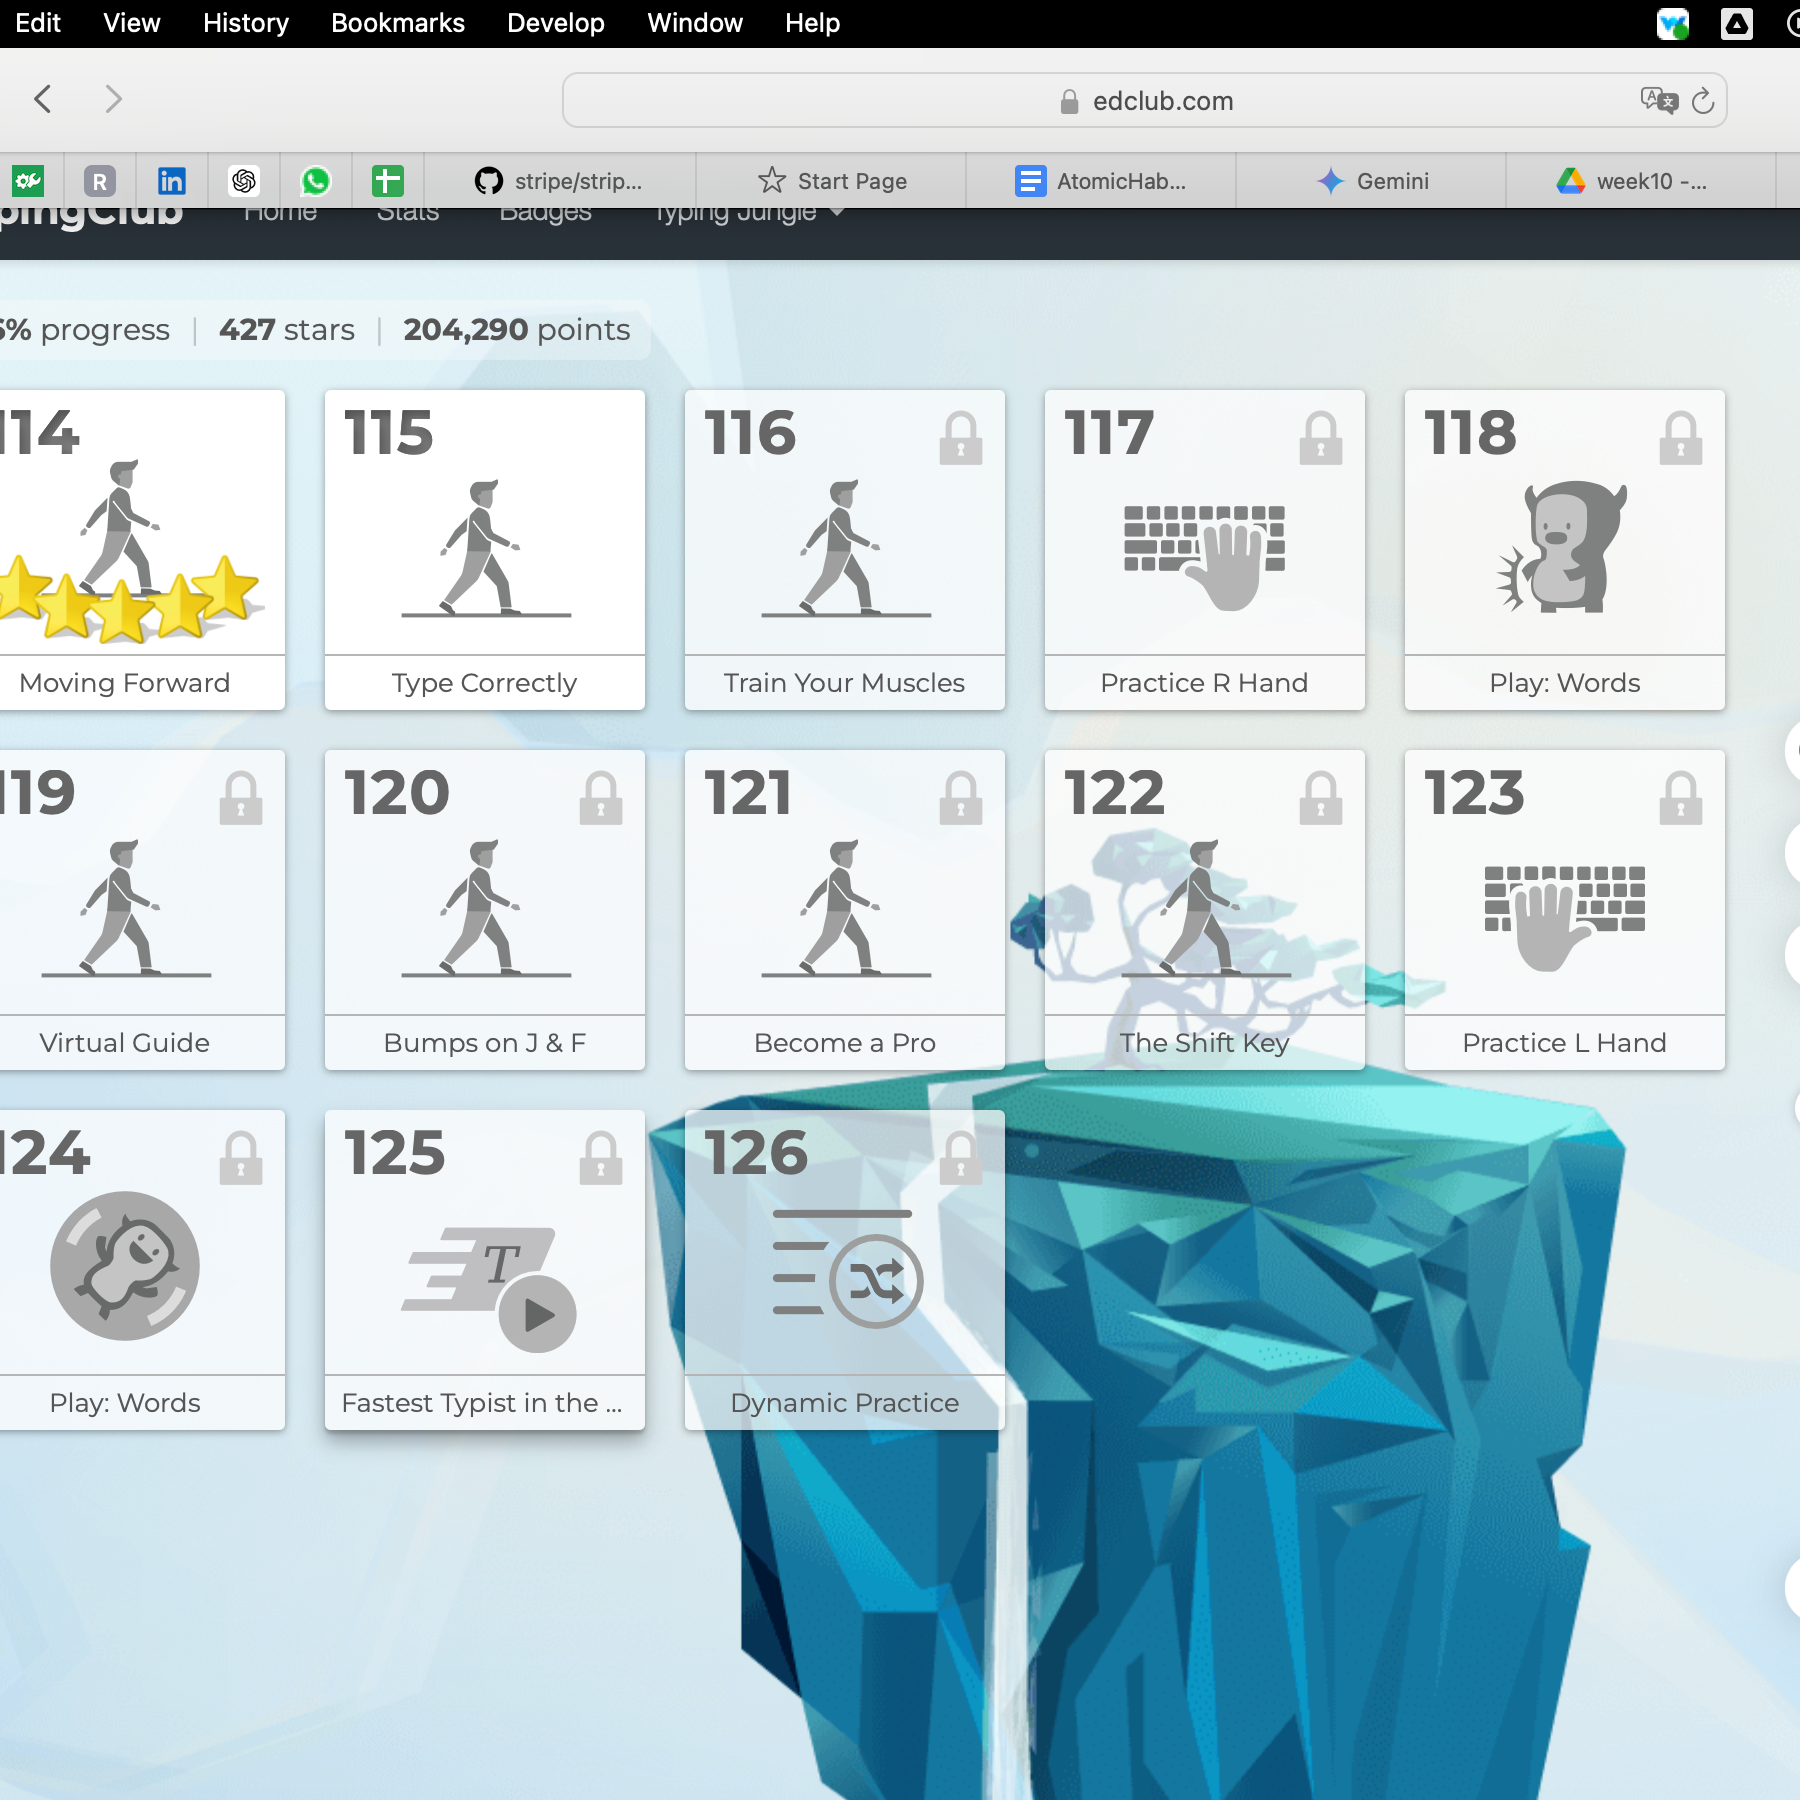 Edit View History Bookmarks Develop Window Help
edclub.com
R in stripe/strip... Start Page AtomicHab... Gemini week10 -...
pingClub Home Stats Badges Typing Jungle
6% progress | 427 stars | 204,290 points
114 115 116 117 118
Moving Forward Type Correctly Train Your Muscles Practice R Hand Play: Words
119 120 121 122 123
Virtual Guide Bumps on J & F Become a Pro The Shift Key Practice L Hand
124 125 126
T
Play: Words Fastest Typist in the ... Dynamic Practice